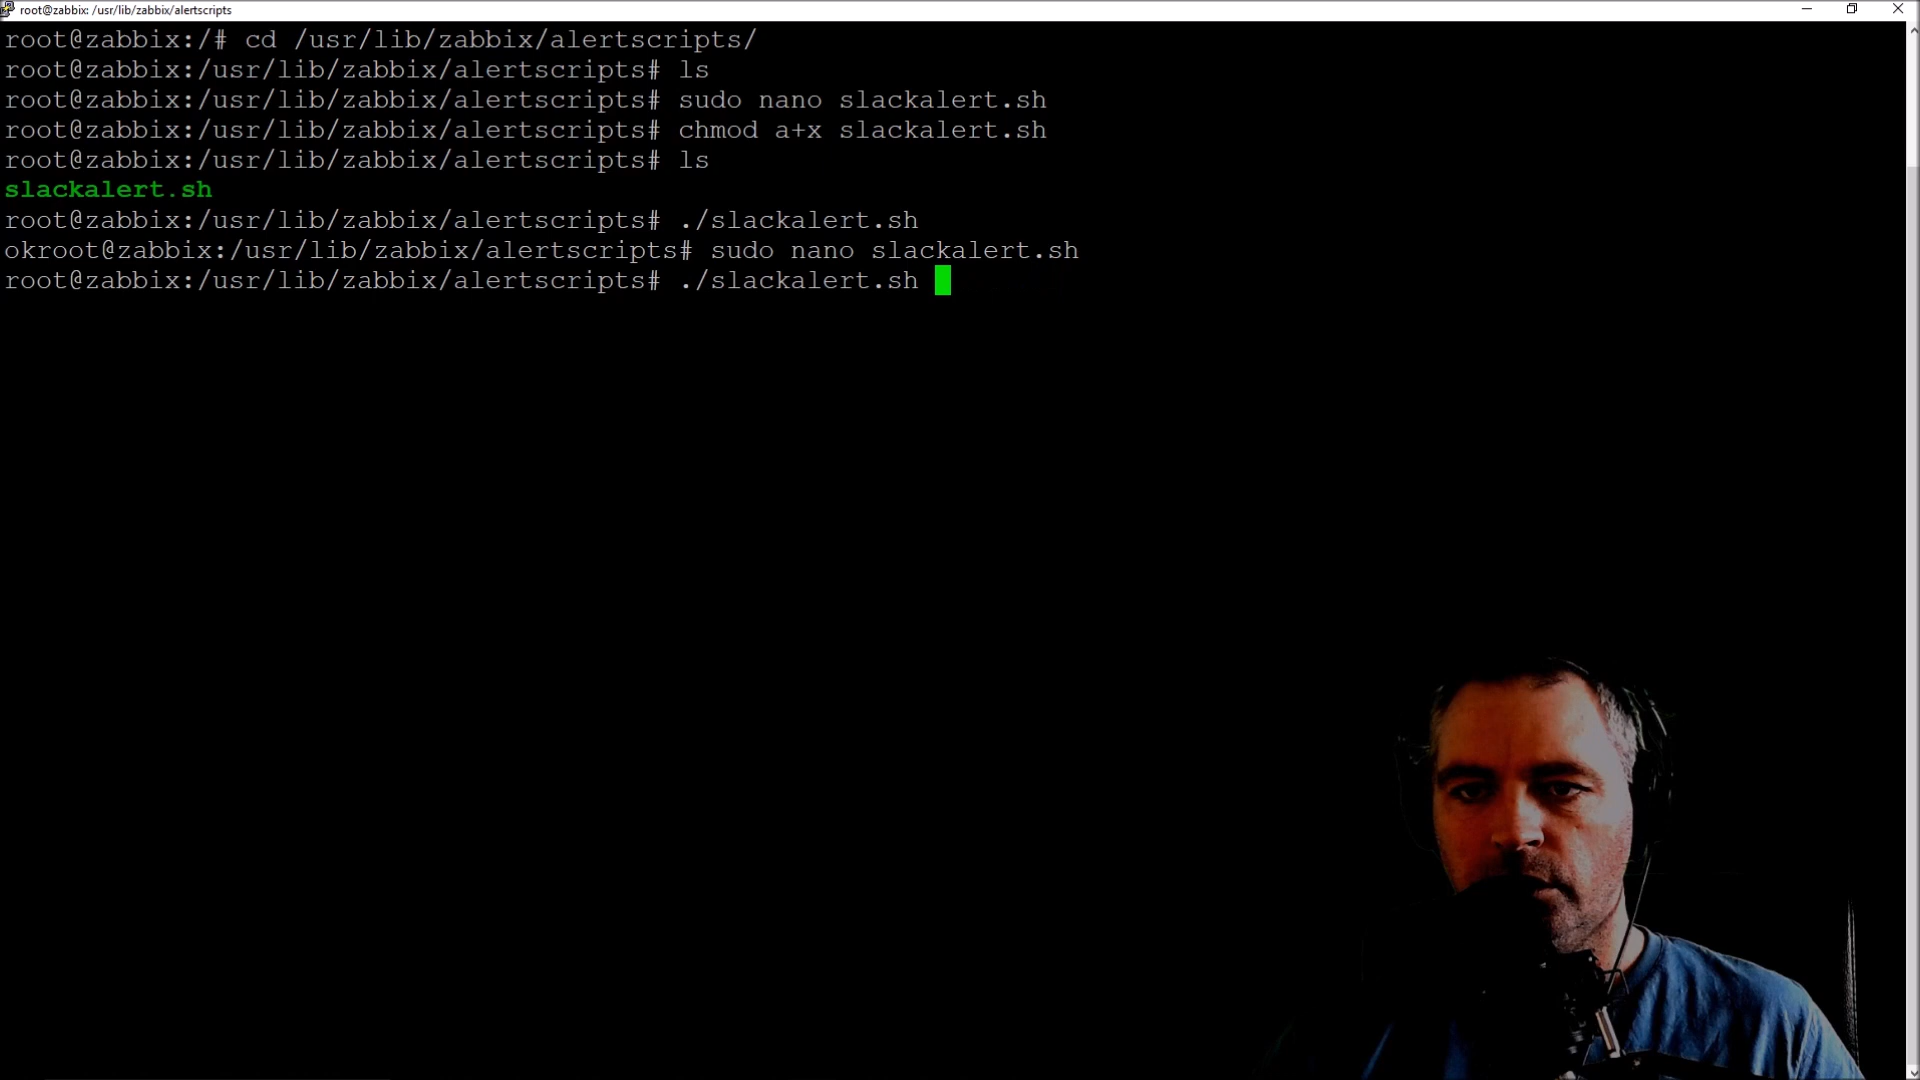 root@zabbix: /usr/lib/zabbix/alertscripts
root@zabbix:/# cd /usr/lib/zabbix/alertscripts/
root@zabbix:/usr/lib/zabbix/alertscripts# ls
root@zabbix:/usr/lib/zabbix/alertscripts# sudo nano slackalert.sh
root@zabbix:/usr/lib/zabbix/alertscripts# chmod a+x slackalert.sh
root@zabbix:/usr/lib/zabbix/alertscripts# ls
slackalert.sh
root@zabbix:/usr/lib/zabbix/alertscripts# ./slackalert.sh
okroot@zabbix:/usr/lib/zabbix/alertscripts# sudo nano slackalert.sh
root@zabbix:/usr/lib/zabbix/alertscripts# ./slackalert.sh